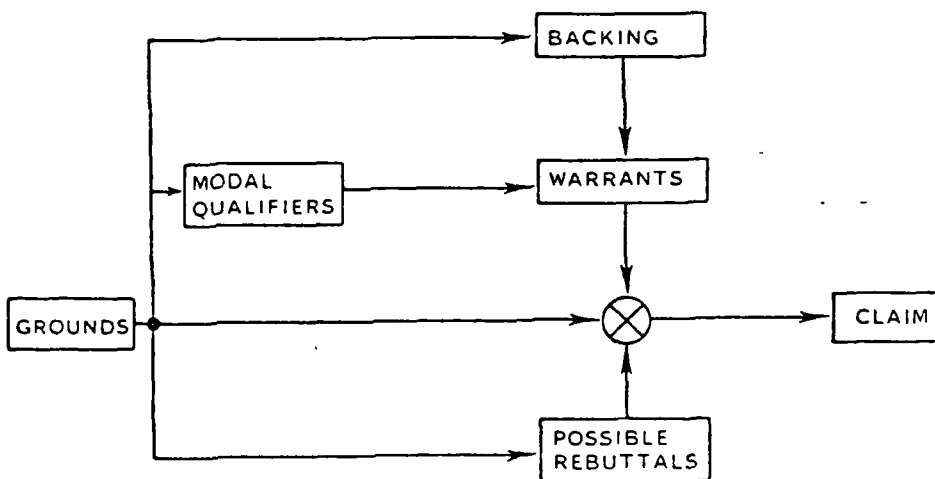 BACKING
MODAL
QUALIFIERS
WARRANTS
GROUNDS
CLAIM
POSSIBLE
REBUTTALS